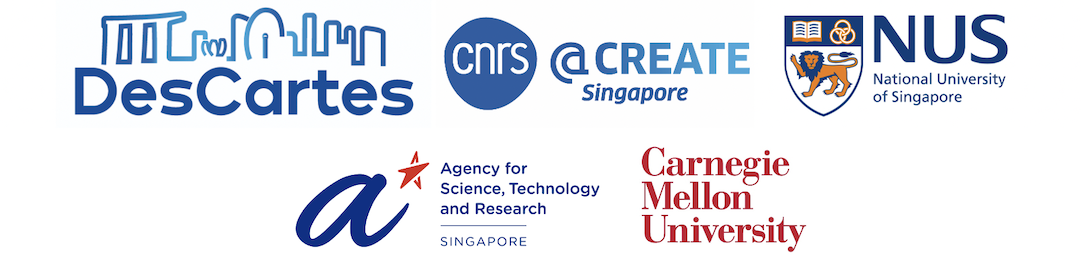 DesCartes
cnrs
@CREATE
Singapore
NUS
National University
of Singapore
a
Agency for
Science, Technology
and Research
SINGAPORE
Carnegie
Mellon
University